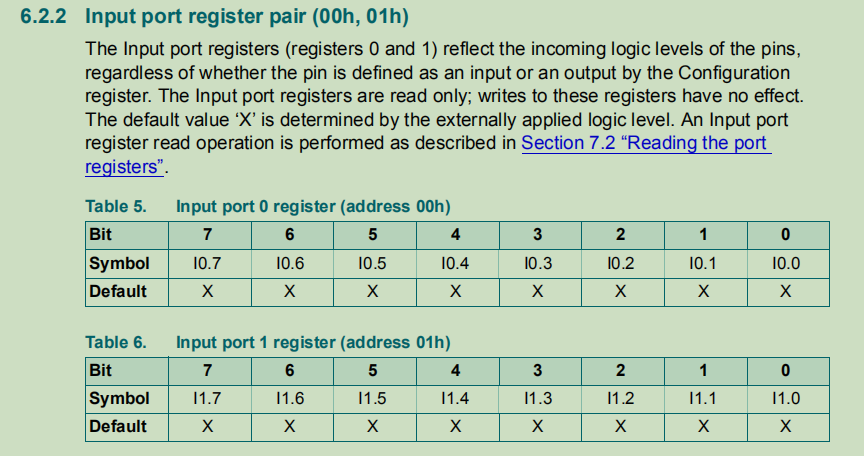 6.2.2 Input port register pair (00h, 01h)
The Input port registers (registers 0 and 1) reflect the incoming logic levels of the pins,
regardless of whether the pin is defined as an input or an output by the Configuration
register. The Input port registers are read only; writes to these registers have no effect.
The default value ‘X’ is determined by the externally applied logic level. An Input port
register read operation is performed as described in Section 7.2 “Reading the port
registers”.
Table 5. Input port 0 register (address 00h)
Bit 7 6 5 4 3 2 1 0
Symbol I0.7 I0.6 I0.5 I0.4 I0.3 I0.2 I0.1 I0.0
Default X X X X X X X X
Table 6. Input port 1 register (address 01h)
Bit 7 6 5 4 3 2 1 0
Symbol I1.7 I1.6 I1.5 I1.4 I1.3 I1.2 I1.1 I1.0
Default X X X X X X X X